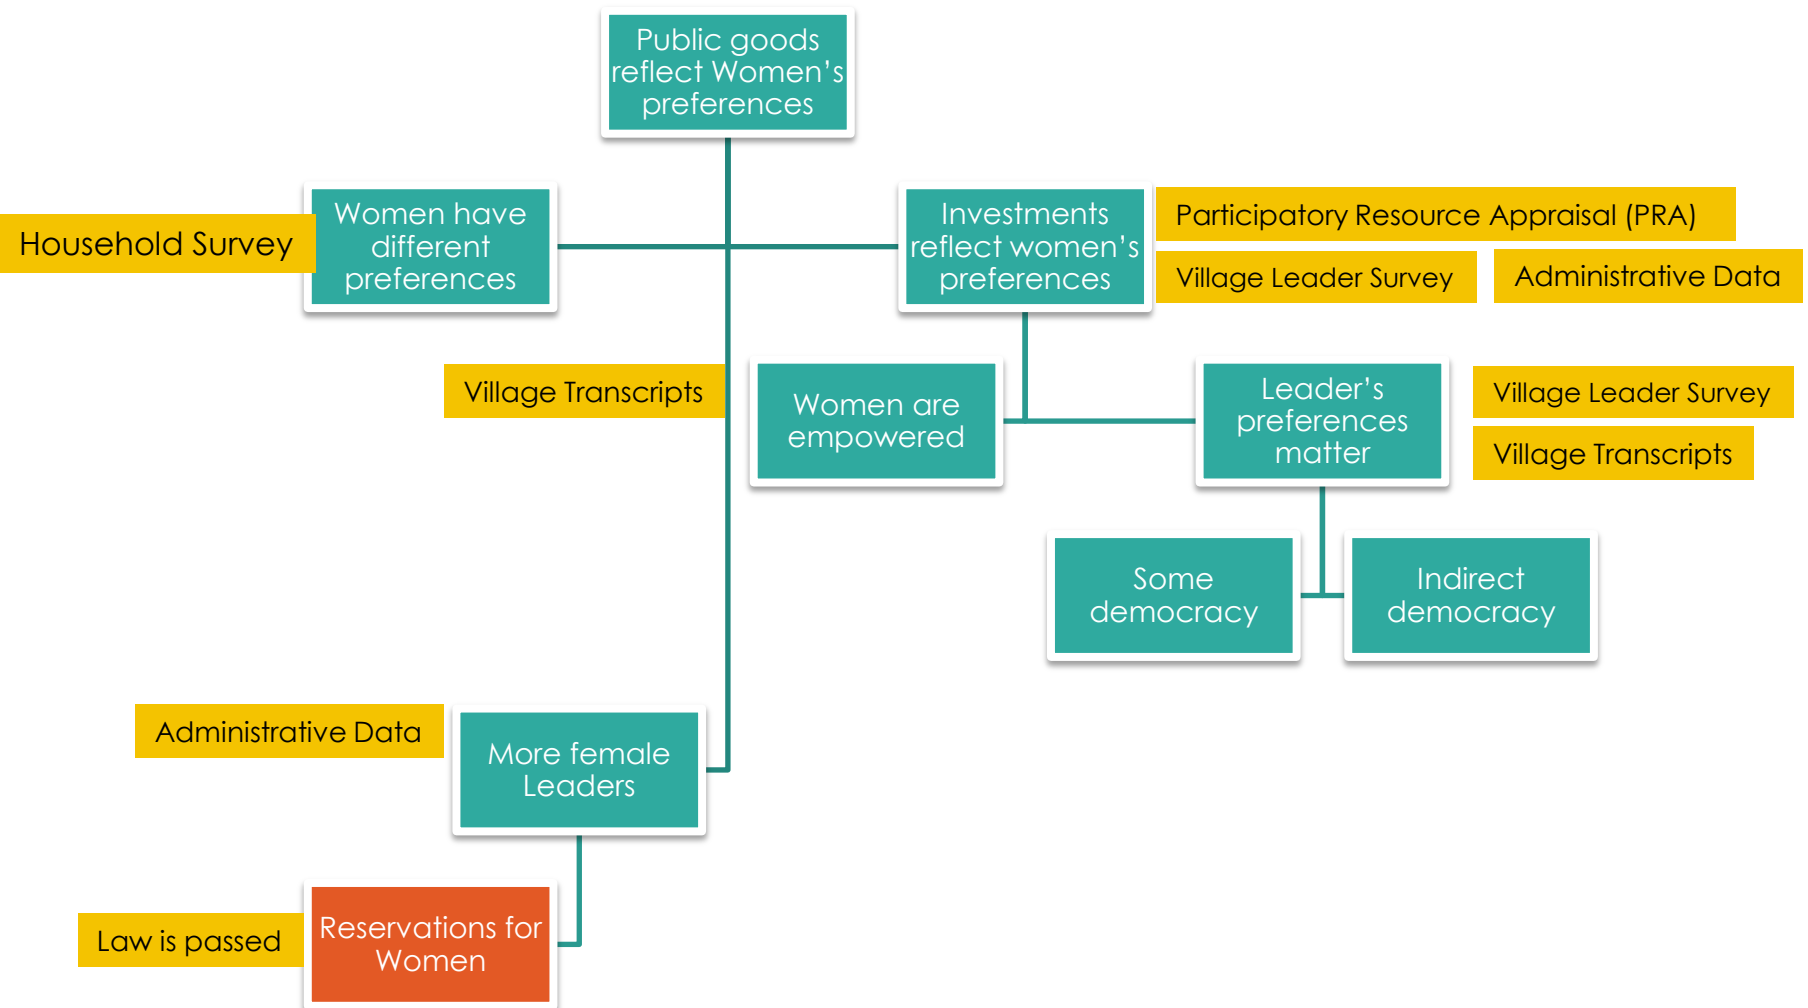 Public goods
reflect Women’s
preferences
Household Survey
Women have
different
preferences
Investments
reflect women’s
preferences
Participatory Resource Appraisal (PRA)
Village Leader Survey
Administrative Data
Village Transcripts
Women are
empowered
Leader’s
preferences
matter
Village Leader Survey
Village Transcripts
Some
democracy
Indirect
democracy
Administrative Data
More female
Leaders
Law is passed
Reservations for
Women